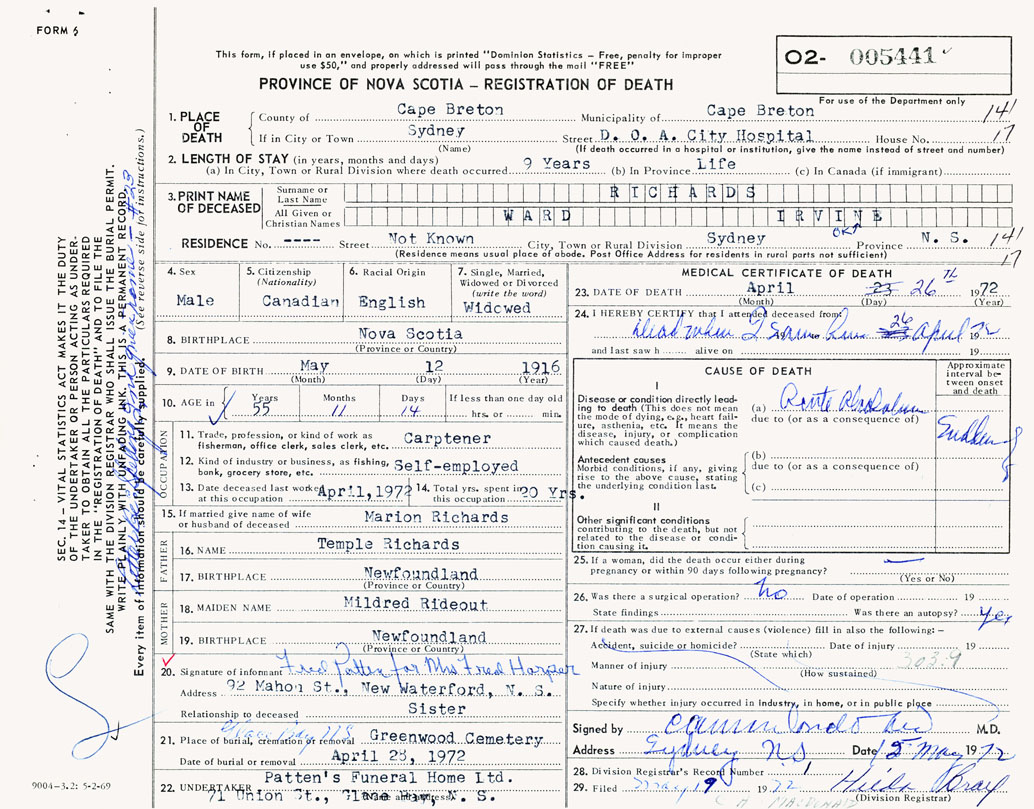 FORM 5
O2- 005441
This form, if placed in an envelope, on which is printed "Dominion Statistics – Free, penalty for improper
use $50," and properly addressed will pass through the mail "FREE"
PROVINCE OF NOVA SCOTIA – REGISTRATION OF DEATH
For use of the Department only
1. PLACE OF DEATH County of Cape Breton Municipality of Cape Breton 141
If in City or Town Sydney Street D. O. A. City Hospital House No. 17
(Name) (If death occurred in a hospital or institution, give the name instead of street and number)
2. LENGTH OF STAY (in years, months and days)
(a) In City, Town or Rural Division where death occurred 9 Years (b) In Province Life (c) In Canada (if immigrant)
3. PRINT NAME OF DECEASED Surname or Last Name RICHARDS
All Given or Christian Names WARD IRVINE
RESIDENCE No. ----- Street Not Known City, Town or Rural Division Sydney Province N. S. 141
(Residence means usual place of abode. Post Office Address for residents in rural parts not sufficient) 17
4. Sex Male
5. Citizenship (Nationality) Canadian
6. Racial Origin English
7. Single, Married, Widowed or Divorced (write the word) Widowed
8. BIRTHPLACE Nova Scotia
(Province or Country)
9. DATE OF BIRTH May 12 1916
(Month) (Day) (Year)
10. AGE in Years 55 Months 11 Days 14 If less than one day old hrs. or min.
OCCUPATION
11. Trade, profession, or kind of work as fisherman, office clerk, sales clerk, etc. Carptener
12. Kind of industry or business, as fishing, bank, grocery store, etc. Self-employed
13. Date deceased last worked at this occupation April, 1972
14. Total yrs. spent in this occupation 20 Yrs.
15. If married give name of wife or husband of deceased Marion Richards
FATHER
16. NAME Temple Richards
17. BIRTHPLACE Newfoundland
(Province or Country)
MOTHER
18. MAIDEN NAME Mildred Rideout
19. BIRTHPLACE Newfoundland
(Province or Country)
20. Signature of informant Fred Patten for Mrs Fred Harper
Address 92 Mahon St., New Waterford, N. S.
Relationship to deceased Sister
21. Place of burial, cremation or removal Greenwood Cemetery
Date of burial or removal April 28, 1972
22. UNDERTAKER Patten's Funeral Home Ltd.
71 Union St., N. S.
MEDICAL CERTIFICATE OF DEATH
23. DATE OF DEATH April 23 26TH 1972
(Month) (Day) (Year)
24. I HEREBY CERTIFY that I attended deceased from
dead when I saw him 26 April 19 72
and last saw h alive on 19
CAUSE OF DEATH
Approximate interval between onset and death
I
Disease or condition directly leading to death (This does not mean the mode of dying, e.g., heart failure, asthenia, etc. It means the disease, injury, or complication which caused death.)
(a)
due to (or as a consequence of) Sudden
Antecedent causes
Morbid conditions, if any, giving rise to the above cause, stating the underlying condition last.
(b)
due to (or as a consequence of)
(c)
II
Other significant conditions
contributing to the death, but not related to the disease or condition causing it.
25. If a woman, did the death occur either during pregnancy or within 90 days following pregnancy?
(Yes or No)
26. Was there a surgical operation? No Date of operation 19
State findings Was there an autopsy? Yes
27. If death was due to external causes (violence) fill in also the following: –
Accident, suicide or homicide? Date of injury 19
(State which) 303.9
Manner of injury
(How sustained)
Nature of injury
Specify whether injury occurred in Industry, in home, or in public place
Signed by M.D.
Address Sydney NS Date 15 May 1972
28. Division Registrar's Record Number 1
29. Filed May 19 1972 Hilda
(Division Registrar)
SEC. 14 – VITAL STATISTICS ACT MAKES IT THE DUTY
OF THE UNDERTAKER OR PERSON ACTING AS UNDER-
TAKER TO OBTAIN ALL THE PARTICULARS REQUIRED
IN THE "REGISTRATION OF DEATH" AND TO FILE THE
SAME WITH THE DIVISION REGISTRAR WHO SHALL ISSUE THE BURIAL PERMIT.
WRITE PLAINLY WITH UNFADING INK. THIS IS A PERMANENT RECORD.
Every item of information should be carefully supplied. (See reverse side for instructions.)
9004-3.2: 5-2-69